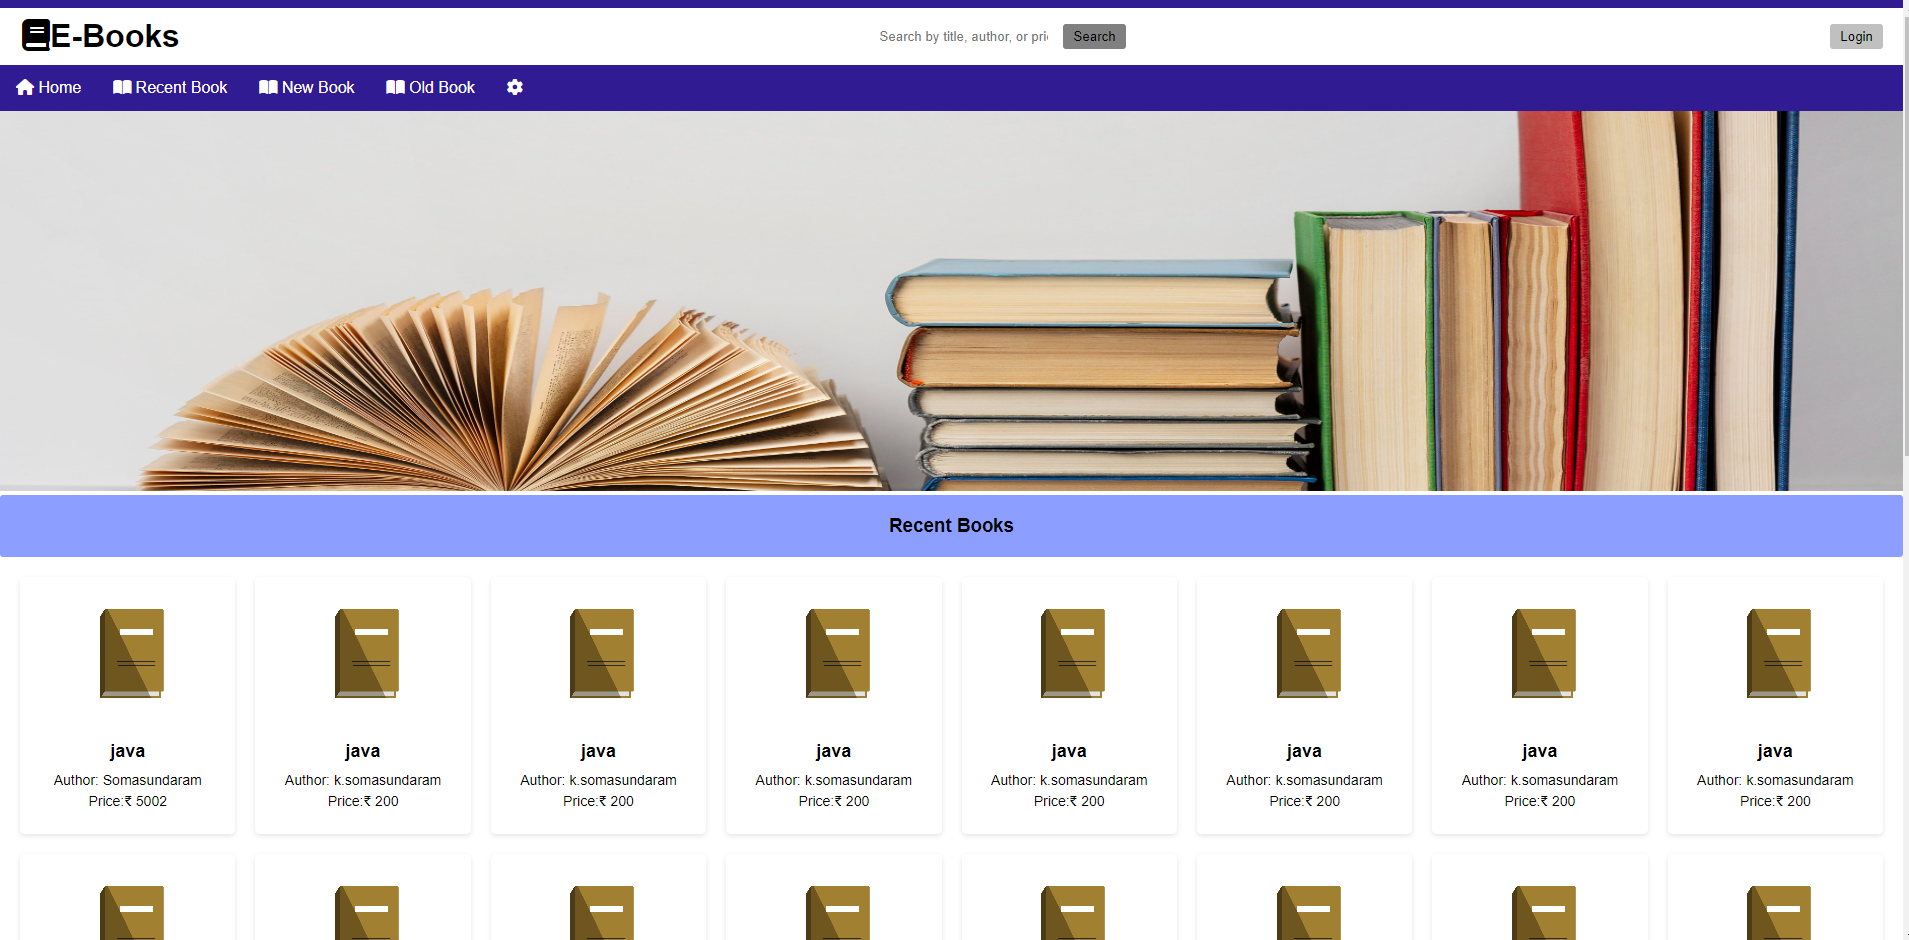 E-Books
Search by title, author, or pri
Search
Login
Home
Recent Book
New Book
Old Book
Recent Books
java
Author: Somasundaram
Price:₹ 5002
java
Author: k.somasundaram
Price:₹ 200
java
Author: k.somasundaram
Price:₹ 200
java
Author: k.somasundaram
Price:₹ 200
java
Author: k.somasundaram
Price:₹ 200
java
Author: k.somasundaram
Price:₹ 200
java
Author: k.somasundaram
Price:₹ 200
java
Author: k.somasundaram
Price:₹ 200